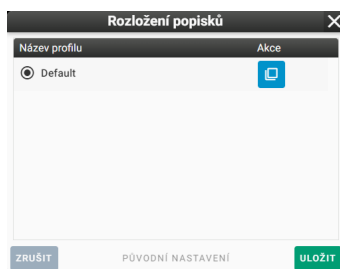 Rozložení popisků
Název profilu Akce
Default
ZRUŠIT PŮVODNÍ NASTAVENÍ ULOŽIT